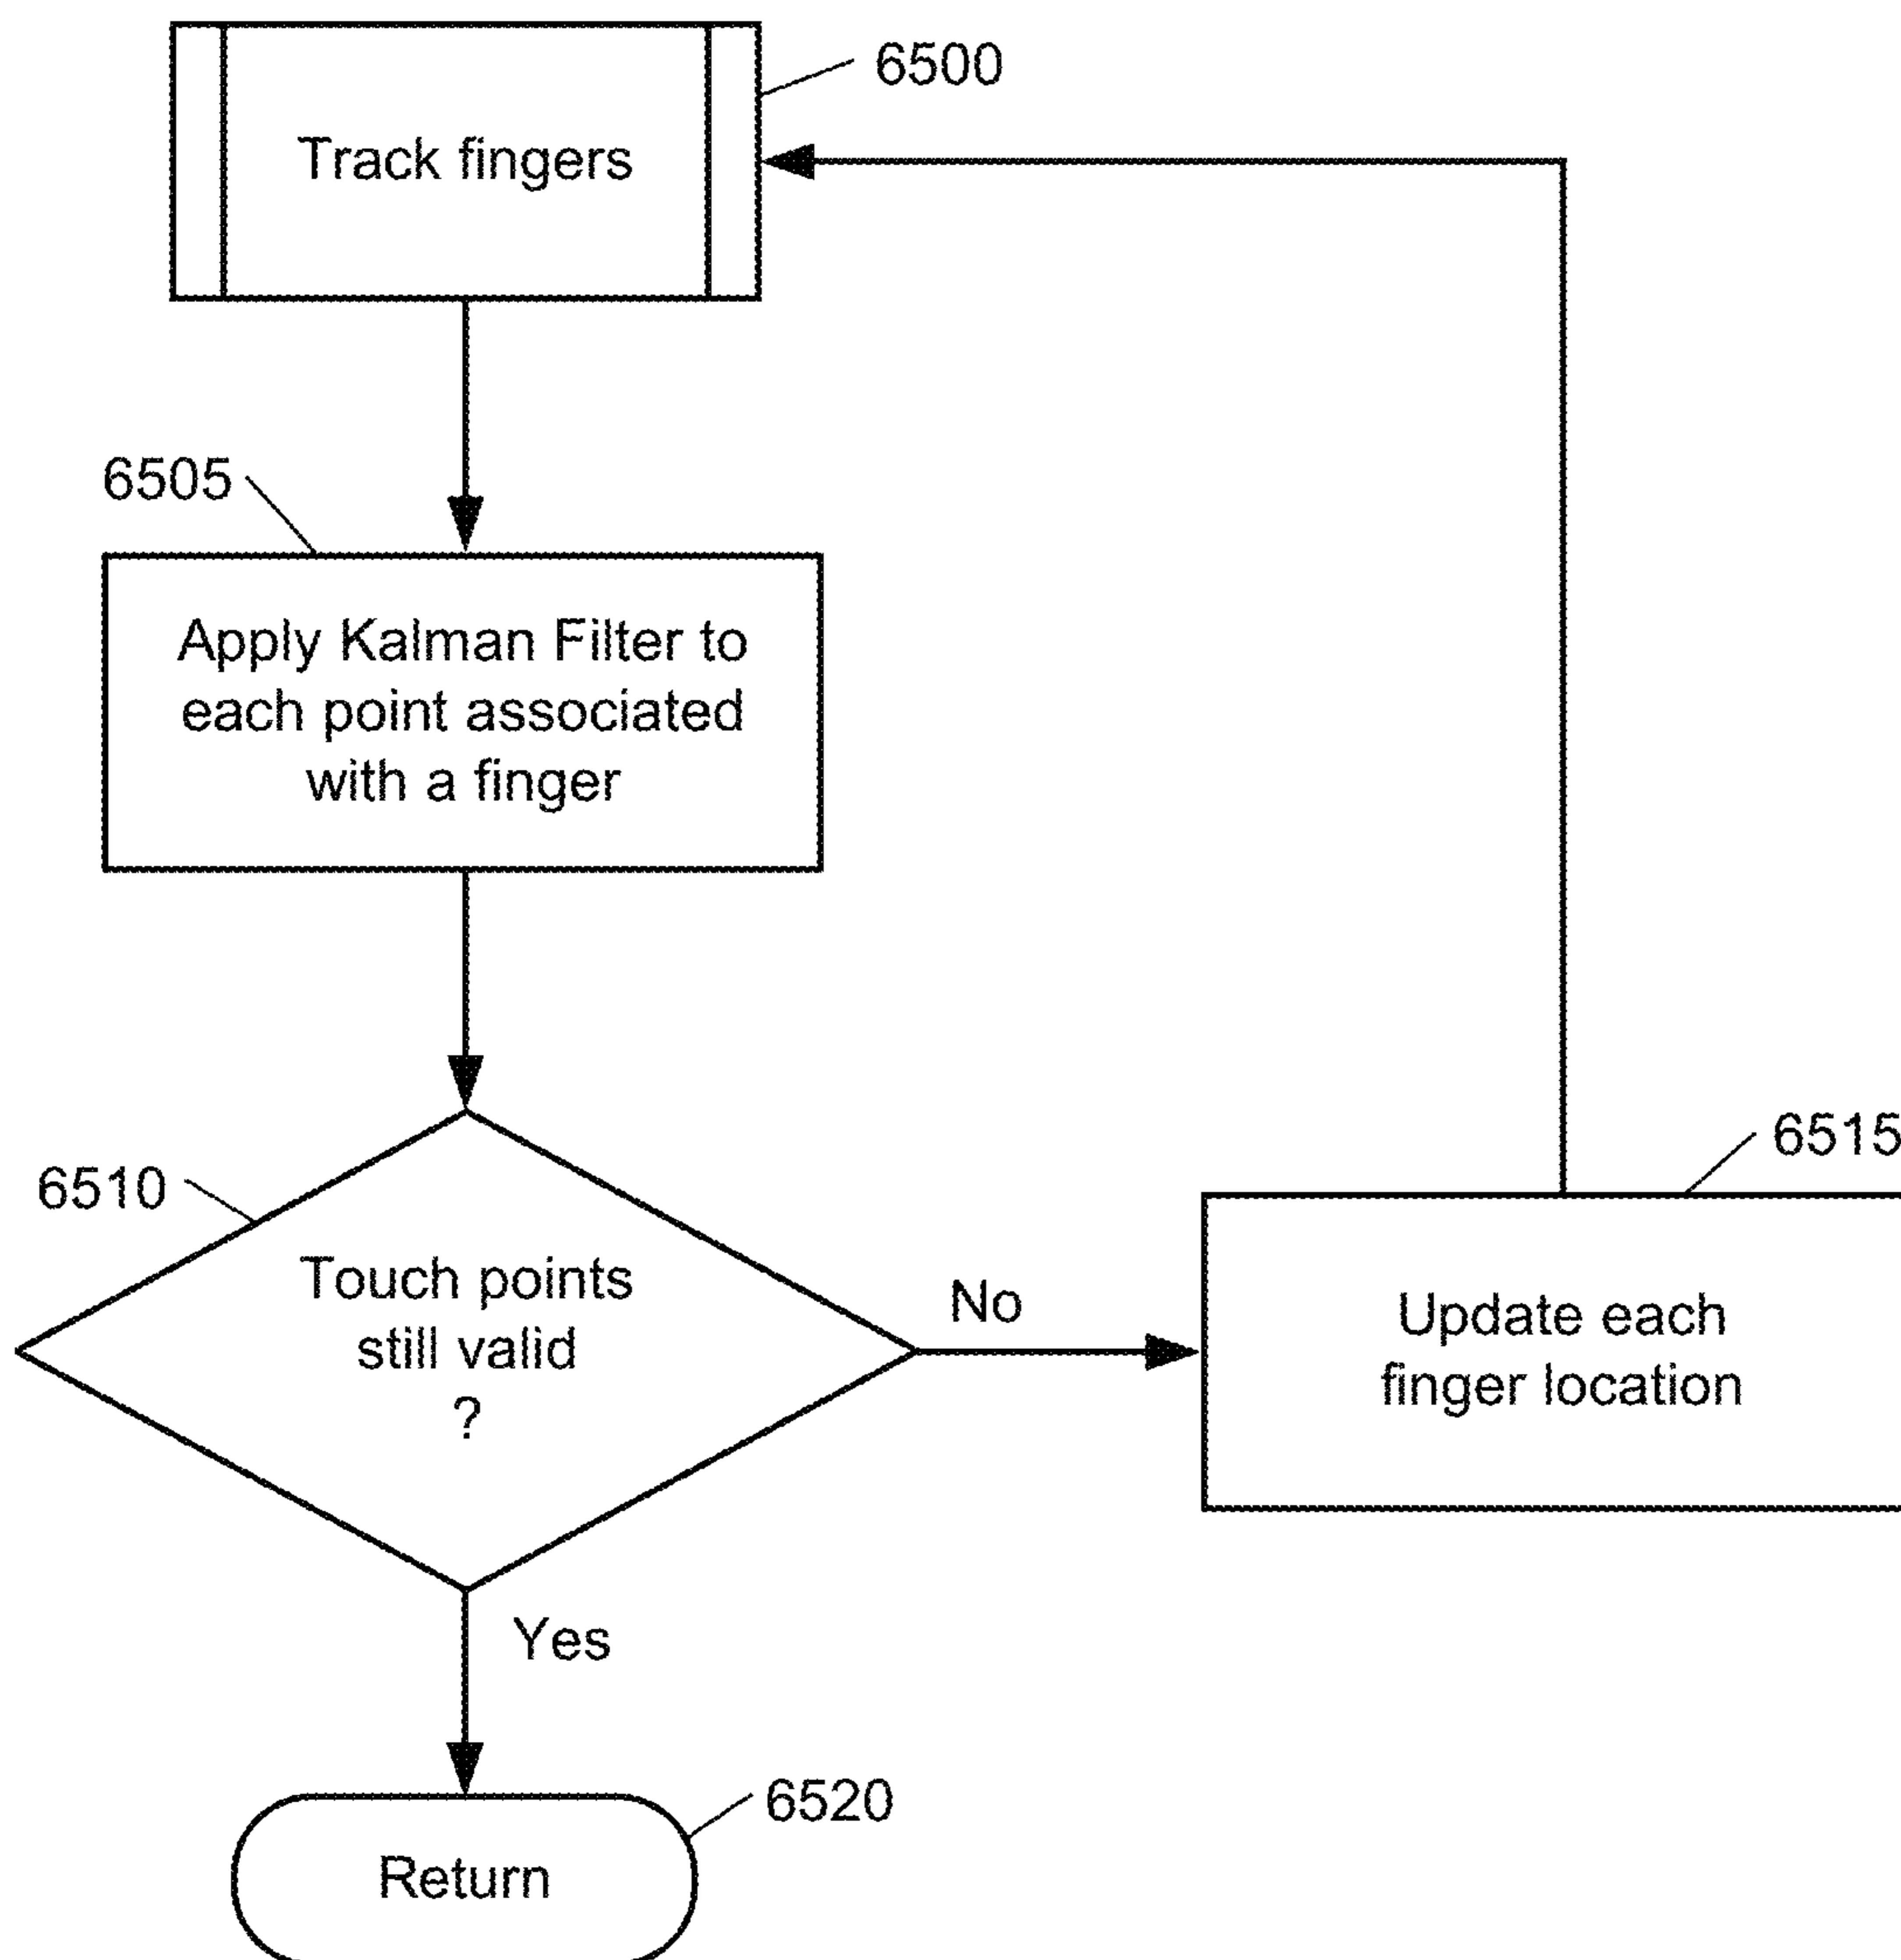 6500
Track fingers
6505
Apply Kalman Filter to
each point associated
with a finger
6510
Touch points
still valid
?
No
6515
Update each
finger location
Yes
6520
Return